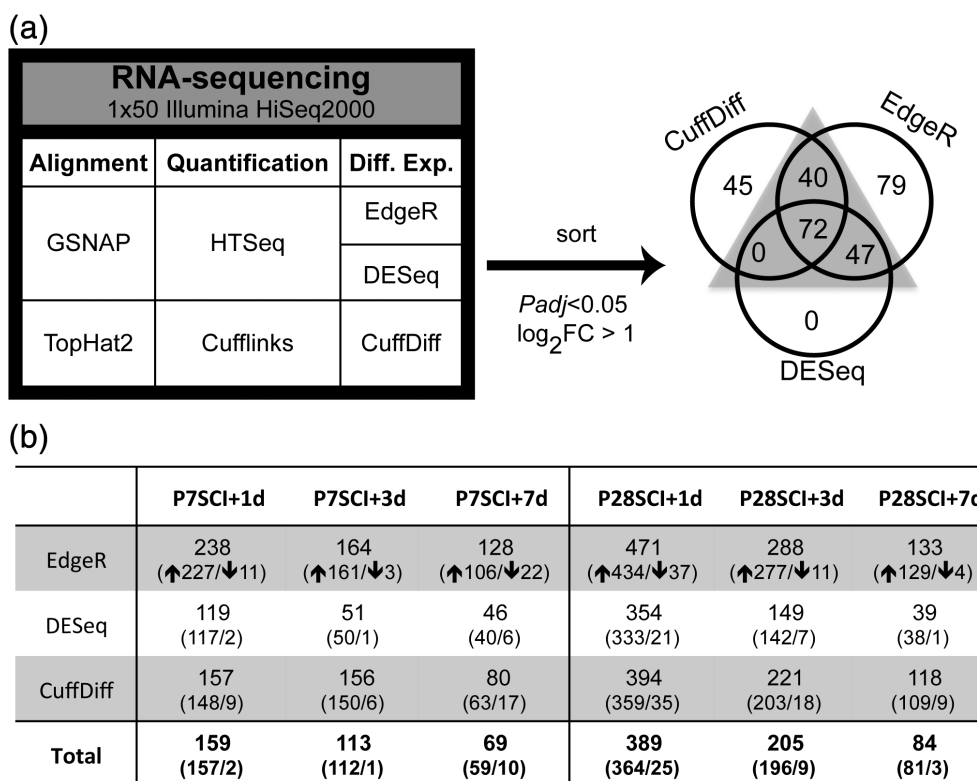 (a)
RNA-sequencing
1x50 Illumina HiSeq2000
Alignment Quantification Diff. Exp.
GSNAP HTSeq EdgeR
DESeq
TopHat2 Cufflinks CuffDiff
sort
Padj<0.05
log2FC > 1
CuffDiff EdgeR
45 40 79
72
0 47
0
DESeq
(b)
P7SCI+1d P7SCI+3d P7SCI+7d P28SCI+1d P28SCI+3d P28SCI+7d
EdgeR 238 164 128 471 288 133
(↑227/↓11) (↑161/↓3) (↑106/↓22) (↑434/↓37) (↑277/↓11) (↑129/↓4)
DESeq 119 51 46 354 149 39
(117/2) (50/1) (40/6) (333/21) (142/7) (38/1)
CuffDiff 157 156 80 394 221 118
(148/9) (150/6) (63/17) (359/35) (203/18) (109/9)
Total 159 113 69 389 205 84
(157/2) (112/1) (59/10) (364/25) (196/9) (81/3)